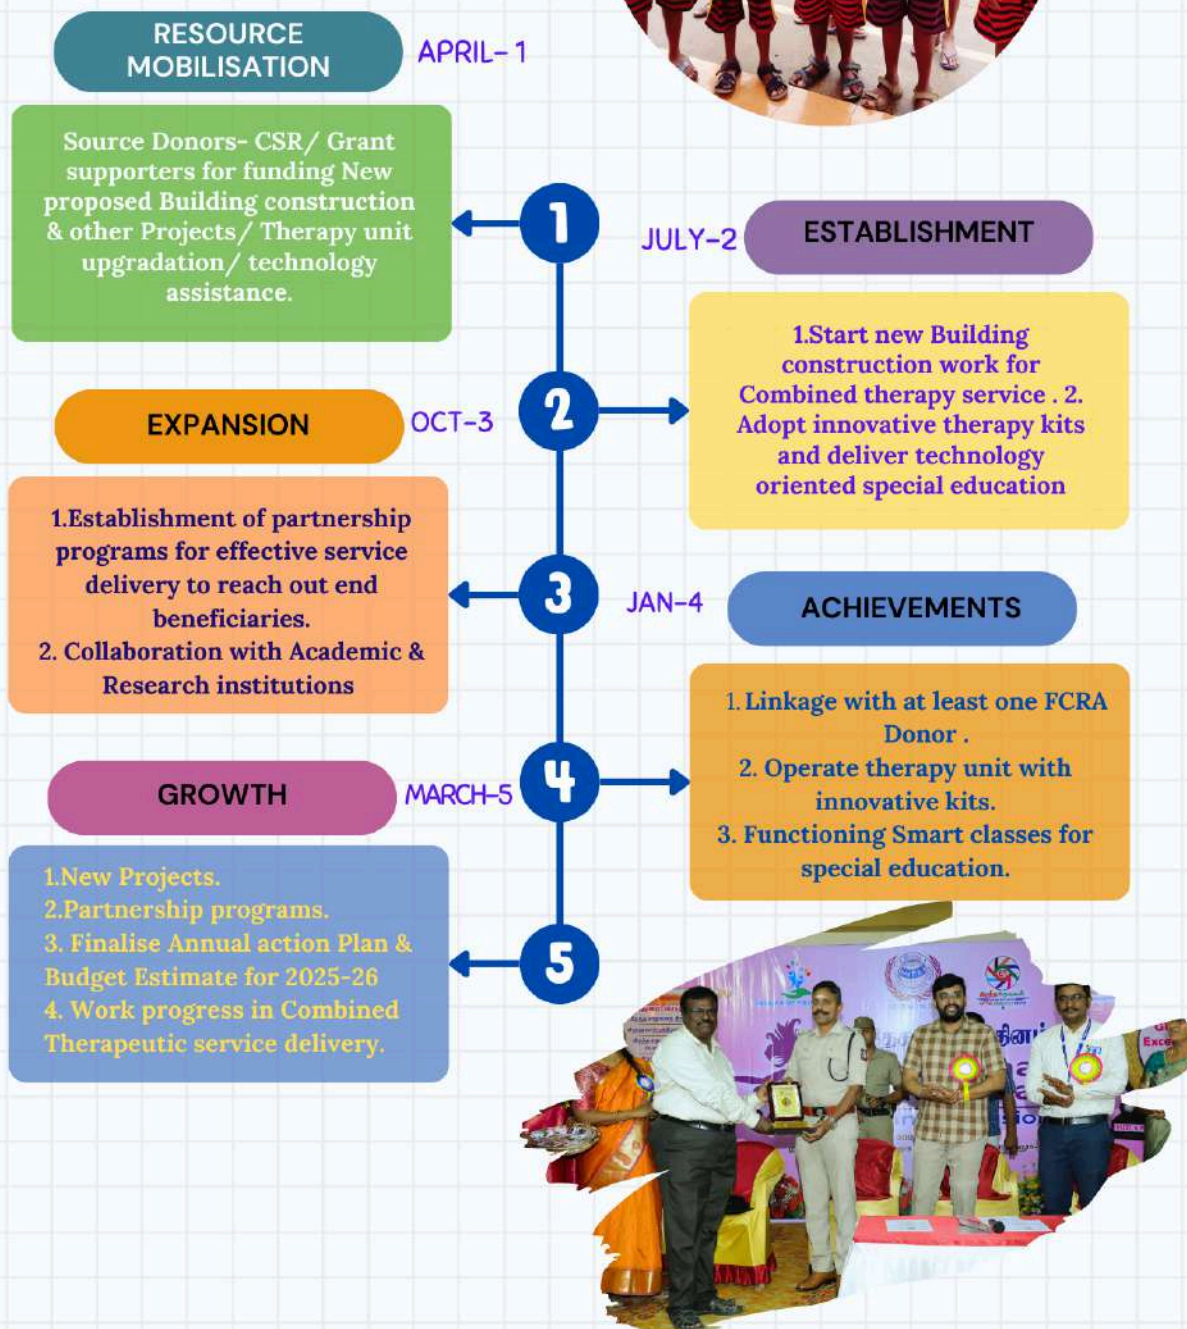 RESOURCE
MOBILISATION
APRIL- 1
Source Donors- CSR/ Grant
supporters for funding New
proposed Building construction
& other Projects/ Therapy unit
upgradation/ technology
assistance.
1
JULY-2
ESTABLISHMENT
1.Start new Building
construction work for
Combined therapy service . 2.
Adopt innovative therapy kits
and deliver technology
oriented special education
2
EXPANSION
OCT-3
1.Establishment of partnership
programs for effective service
delivery to reach out end
beneficiaries.
2. Collaboration with Academic &
Research institutions
3
JAN-4
ACHIEVEMENTS
1. Linkage with at least one FCRA
Donor .
2. Operate therapy unit with
innovative kits.
3. Functioning Smart classes for
special education.
4
GROWTH
MARCH-5
1.New Projects.
2.Partnership programs.
3. Finalise Annual action Plan &
Budget Estimate for 2025-26
4. Work progress in Combined
Therapeutic service delivery.
5